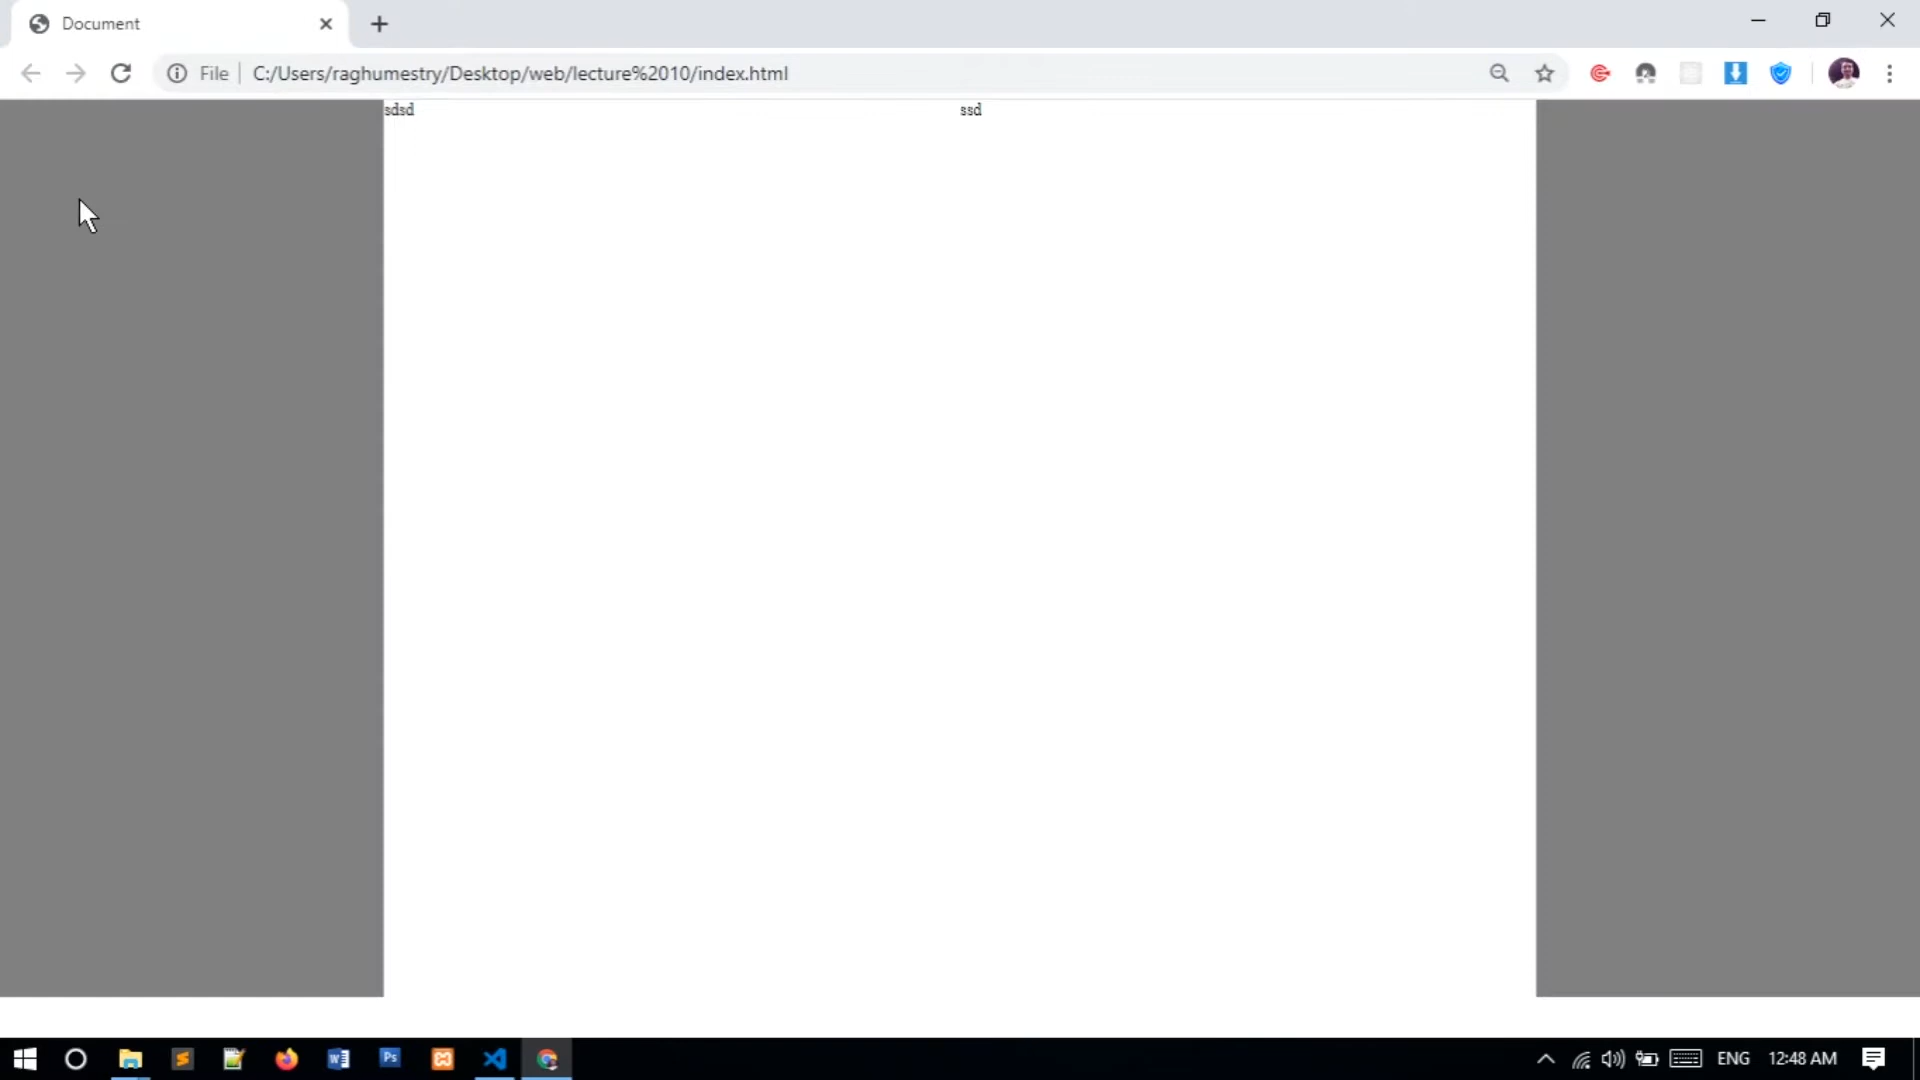 Document
File
C:/Users/raghumestry/Desktop/web/lecture%2010/index.html
sdsd
ssd
ENG
12:48 AM